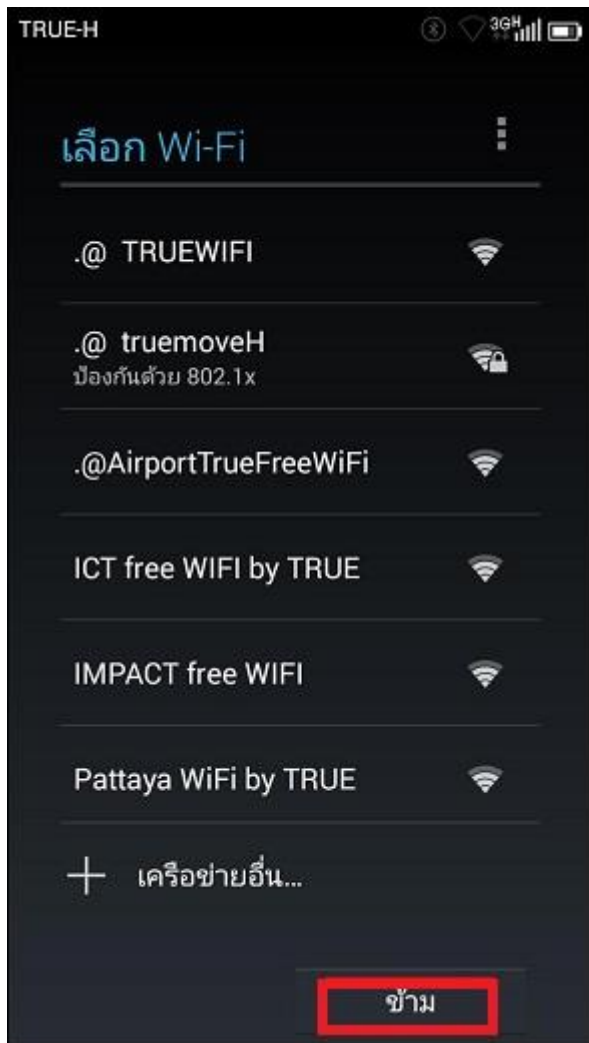 TRUE-H 3GH
เลือก Wi-Fi
.@ TRUEWIFI
.@ truemoveH
ป้องกันด้วย 802.1x
.@AirportTrueFreeWiFi
ICT free WIFI by TRUE
IMPACT free WIFI
Pattaya WiFi by TRUE
เครือข่ายอื่น...
ข้าม